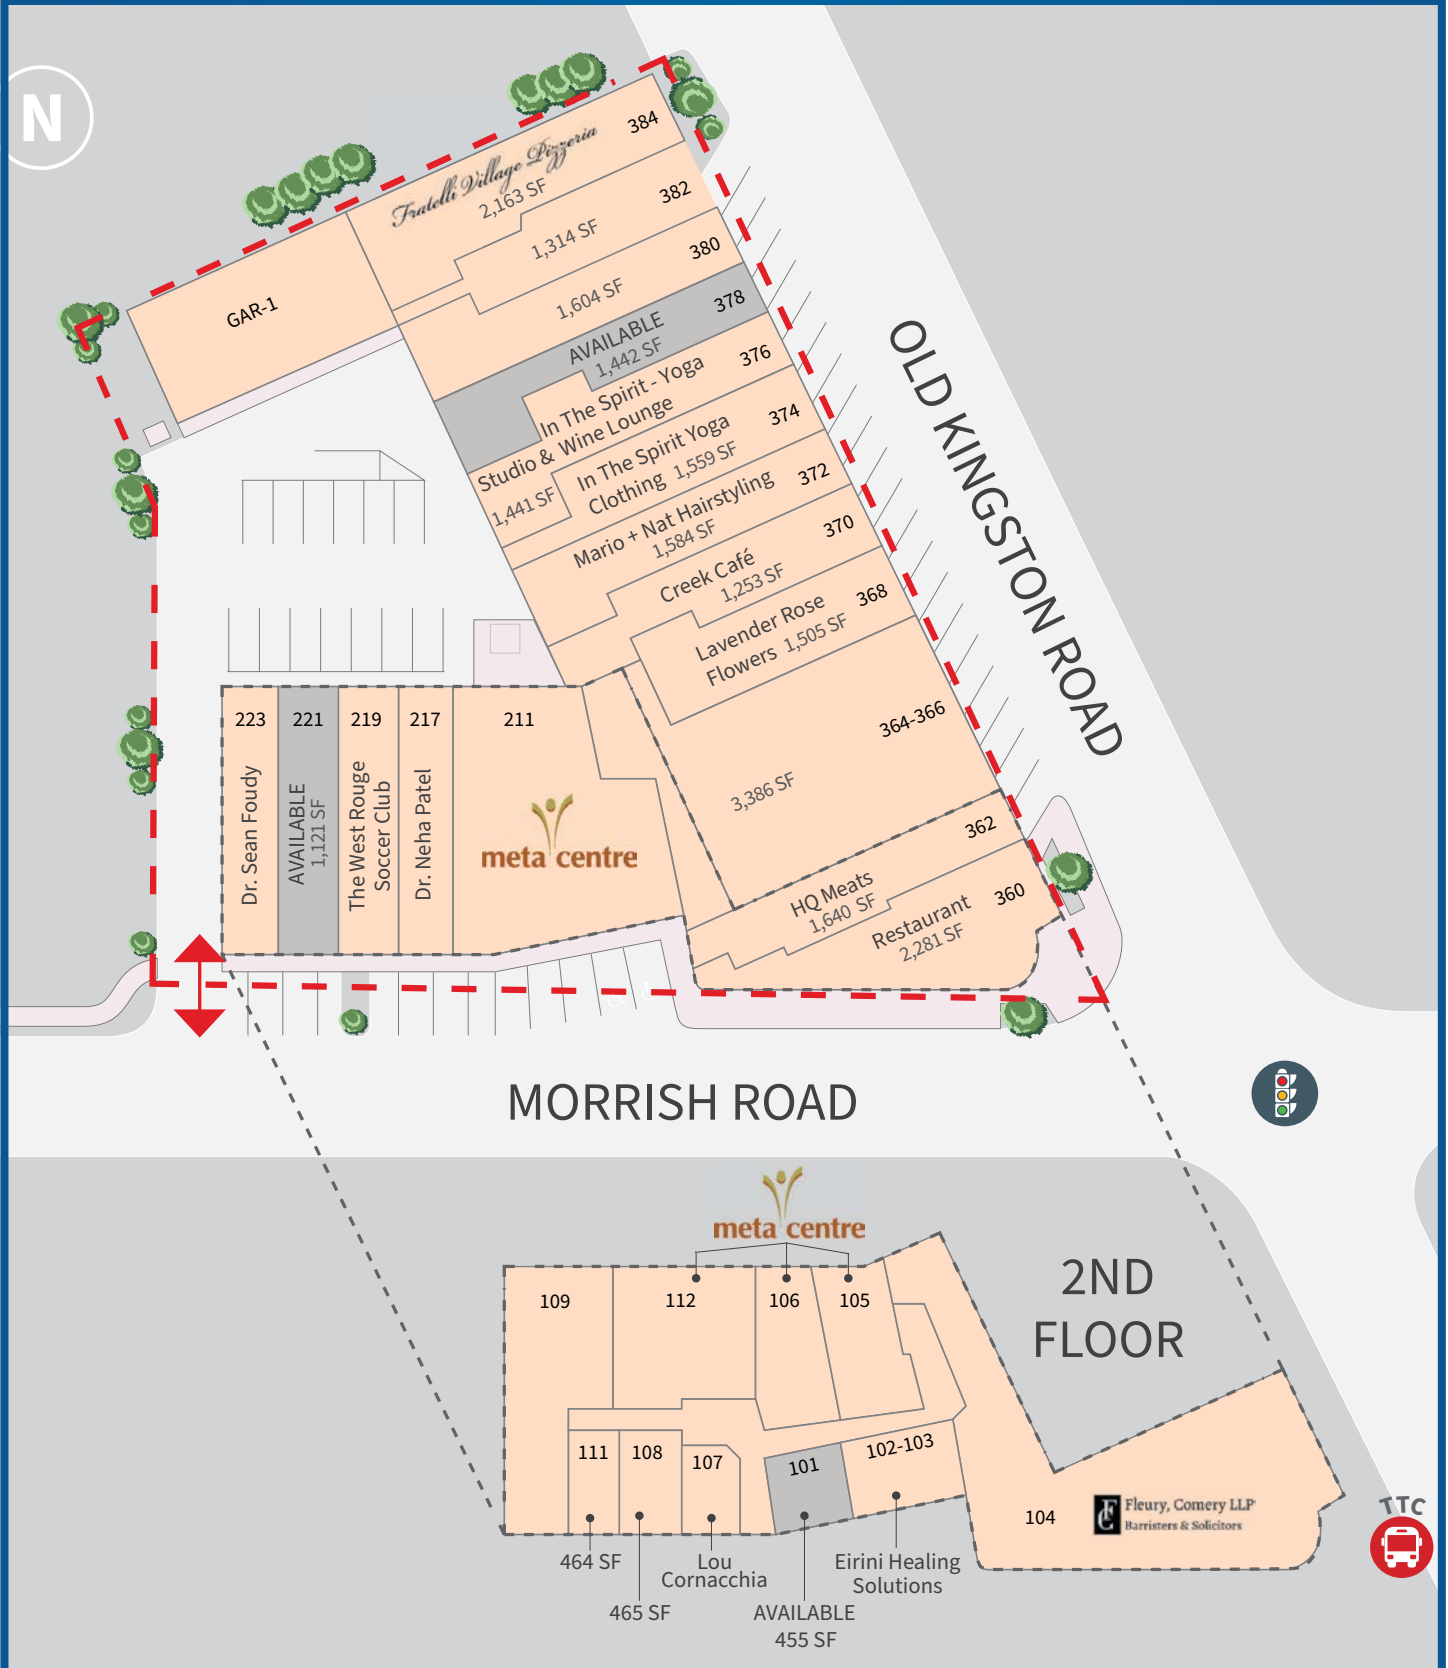 N
384
Fratelli Village Pizzeria
2,163 SF
382
1,314 SF
380
1,604 SF
GAR-1
378
AVAILABLE
1,442 SF
376
In The Spirit - Yoga
Studio & Wine Lounge
1,441 SF
374
In The Spirit Yoga
Clothing 1,559 SF
372
Mario + Nat Hairstyling
1,584 SF
370
Creek Café
1,253 SF
368
Lavender Rose
Flowers 1,505 SF
364-366
3,386 SF
362
HQ Meats
1,640 SF
360
Restaurant
2,281 SF
OLD KINGSTON ROAD
223
Dr. Sean Foudy
221
AVAILABLE
1,121 SF
219
The West Rouge
Soccer Club
217
Dr. Neha Patel
211
meta centre
MORRISH ROAD
meta centre
2ND
FLOOR
109
112
106
105
111
108
107
101
102-103
104
Fleury, Comery LLP
Barristers & Solicitors
FC
TTC
464 SF
465 SF
Lou
Cornacchia
AVAILABLE
455 SF
Eirini Healing
Solutions